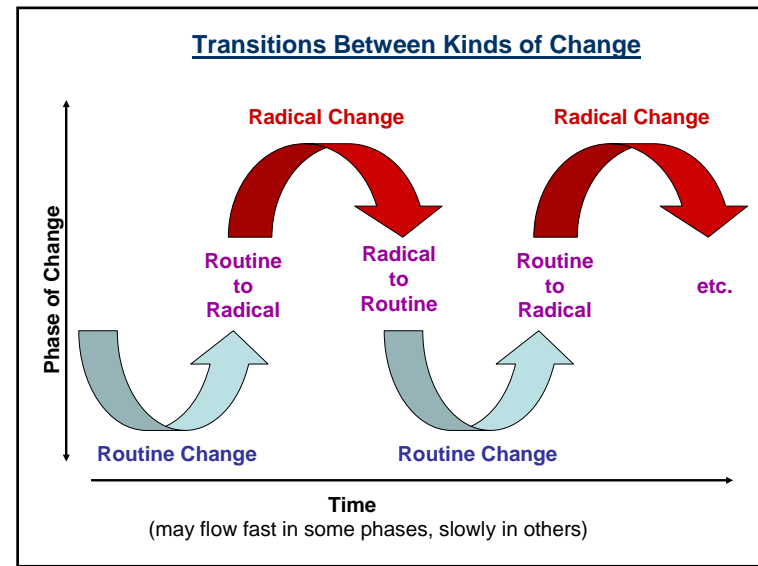 Transitions Between Kinds of Change
Radical Change
Radical Change
Phase of Change
Routine
to
Radical
Radical
to
Routine
Routine
to
Radical
etc.
Routine Change
Routine Change
Time
(may flow fast in some phases, slowly in others)